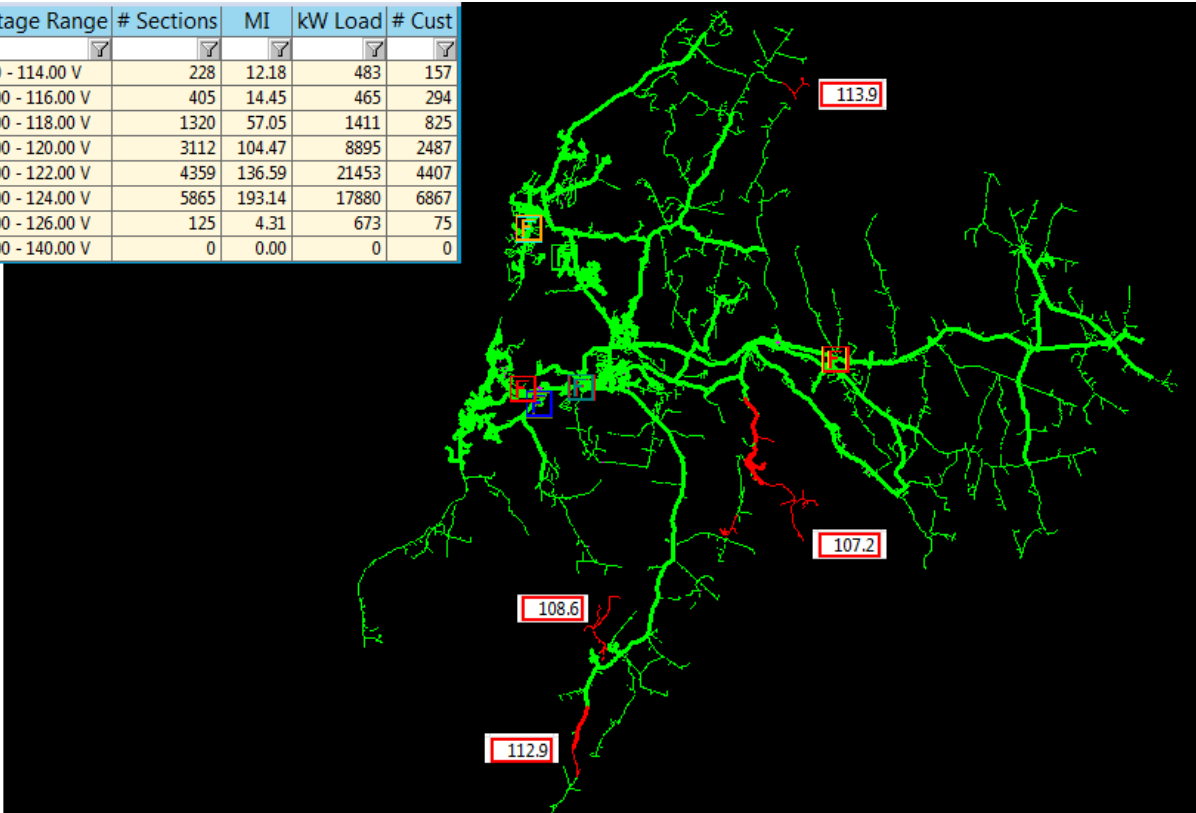 tage Range # Sections MI kW Load # Cust
- 114.00 V 228 12.18 483 157
00 - 116.00 V 405 14.45 465 294
00 - 118.00 V 1320 57.05 1411 825
00 - 120.00 V 3112 104.47 8895 2487
00 - 122.00 V 4359 136.59 21453 4407
00 - 124.00 V 5865 193.14 17880 6867
00 - 126.00 V 125 4.31 673 75
00 - 140.00 V 0 0.00 0 0
113.9
107.2
108.6
112.9